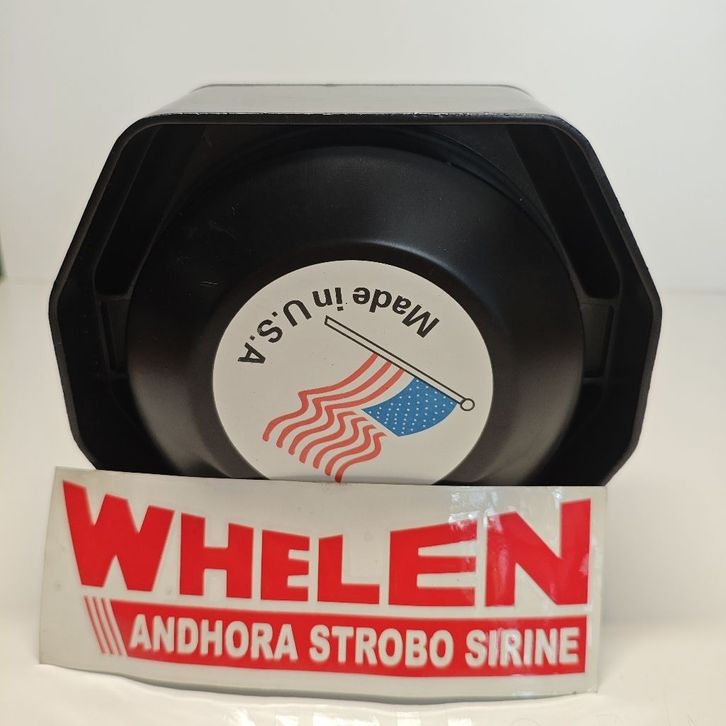 Made in U.S.A
WHELEN
ANDHORA STROBO SIRINE